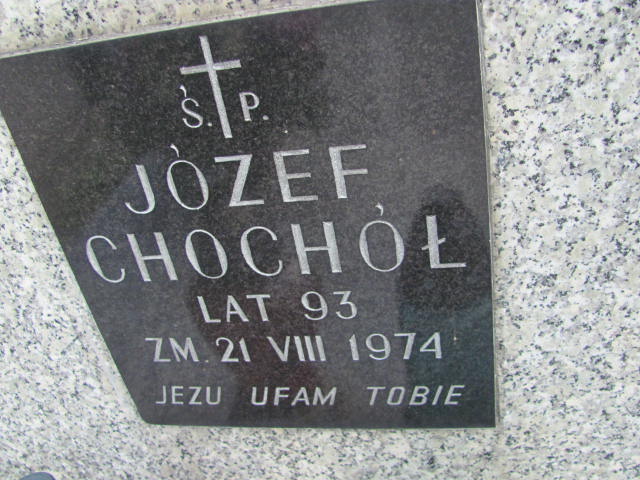 Ś. P.
JÓZEF
CHOCHÓŁ
LAT 93
ZM. 21 VIII 1974
JEZU UFAM TOBIE